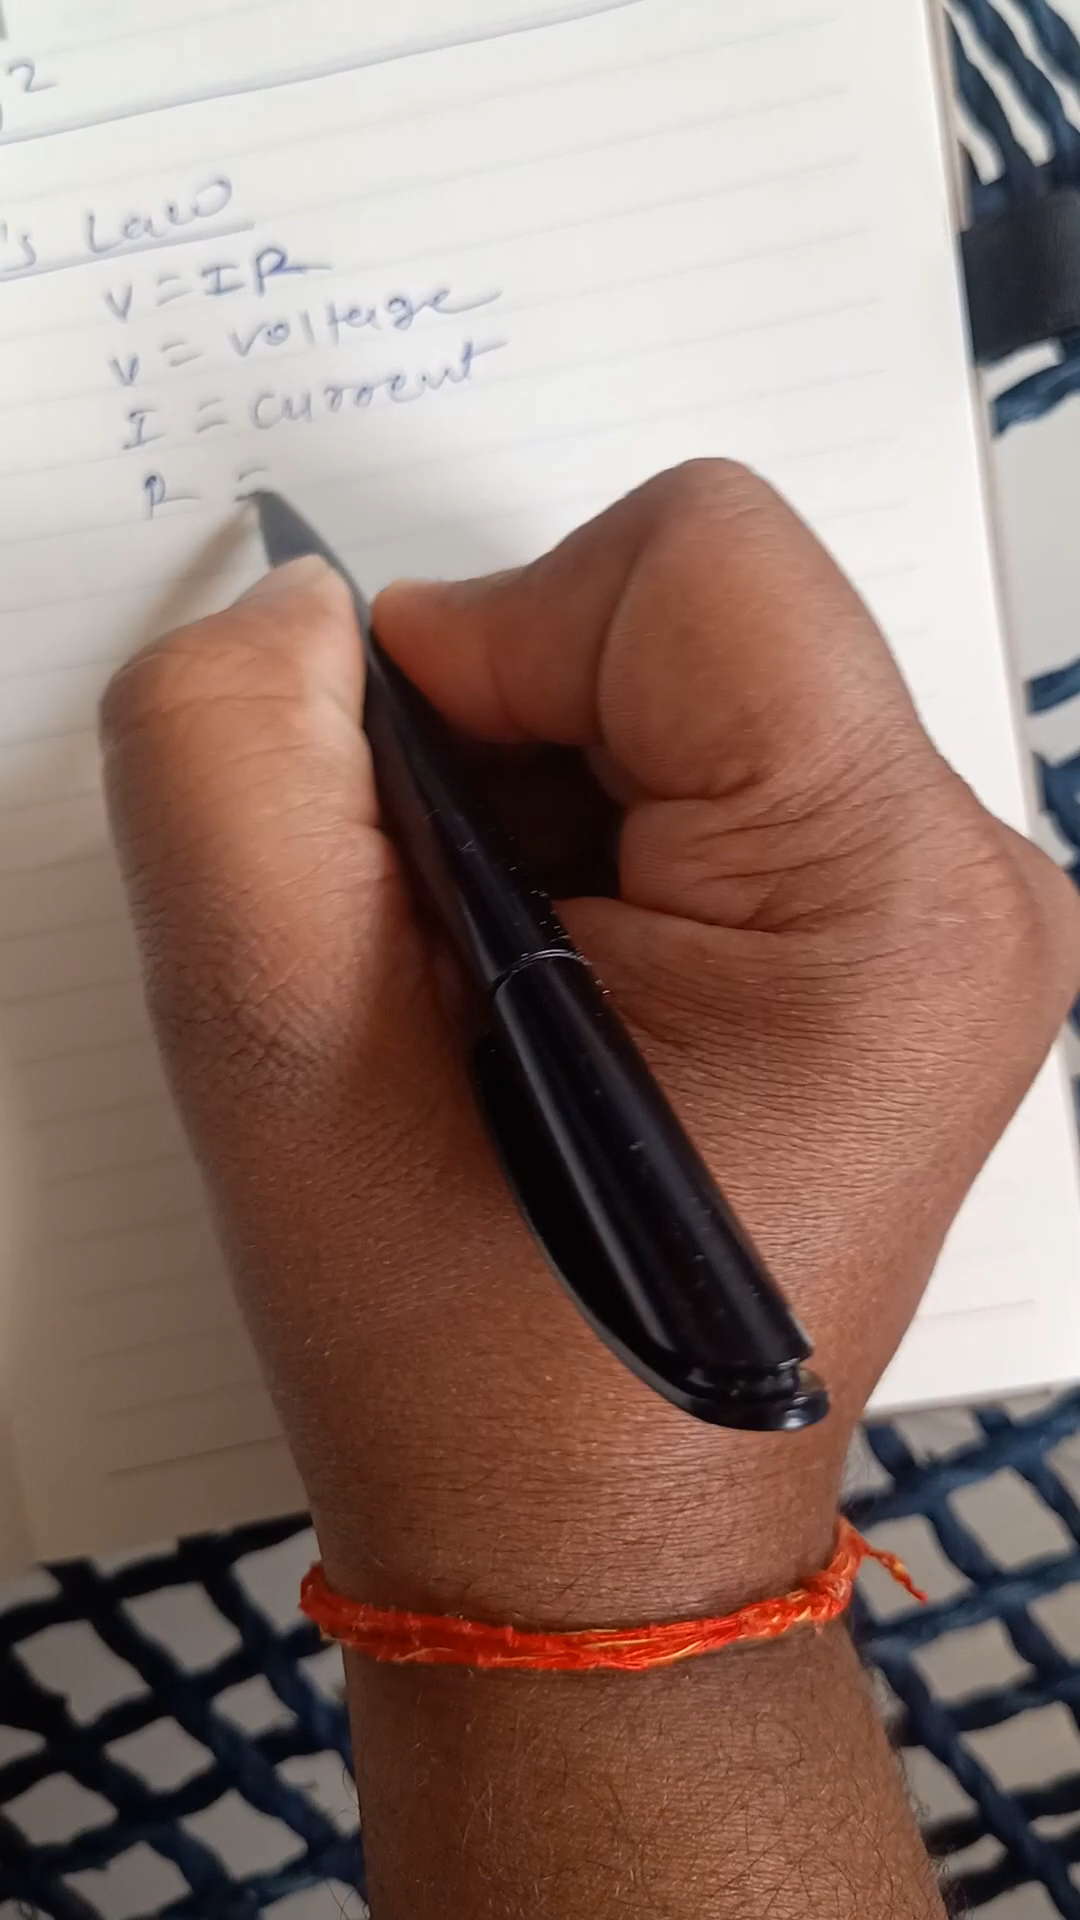 2
's Law
V = IR
V = voltage
I = current
R =